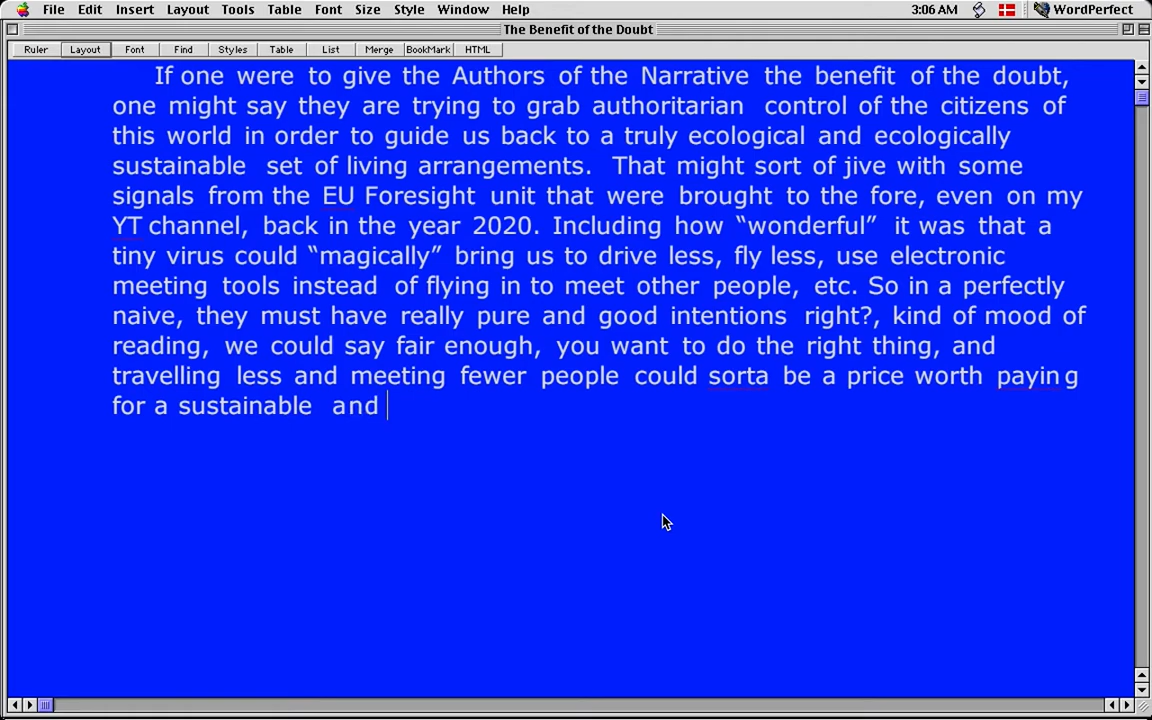 File Edit Insert Layout Tools Table Font Size Style Window Help 3:06 AM WordPerfect
The Benefit of the Doubt
Ruler Layout Font Find Styles Table List Merge BookMark HTML
If one were to give the Authors of the Narrative the benefit of the doubt,
one might say they are trying to grab authoritarian control of the citizens of
this world in order to guide us back to a truly ecological and ecologically
sustainable set of living arrangements. That might sort of jive with some
signals from the EU Foresight unit that were brought to the fore, even on my
YT channel, back in the year 2020. Including how “wonderful” it was that a
tiny virus could “magically” bring us to drive less, fly less, use electronic
meeting tools instead of flying in to meet other people, etc. So in a perfectly
naive, they must have really pure and good intentions right?, kind of mood of
reading, we could say fair enough, you want to do the right thing, and
travelling less and meeting fewer people could sorta be a price worth paying
for a sustainable and